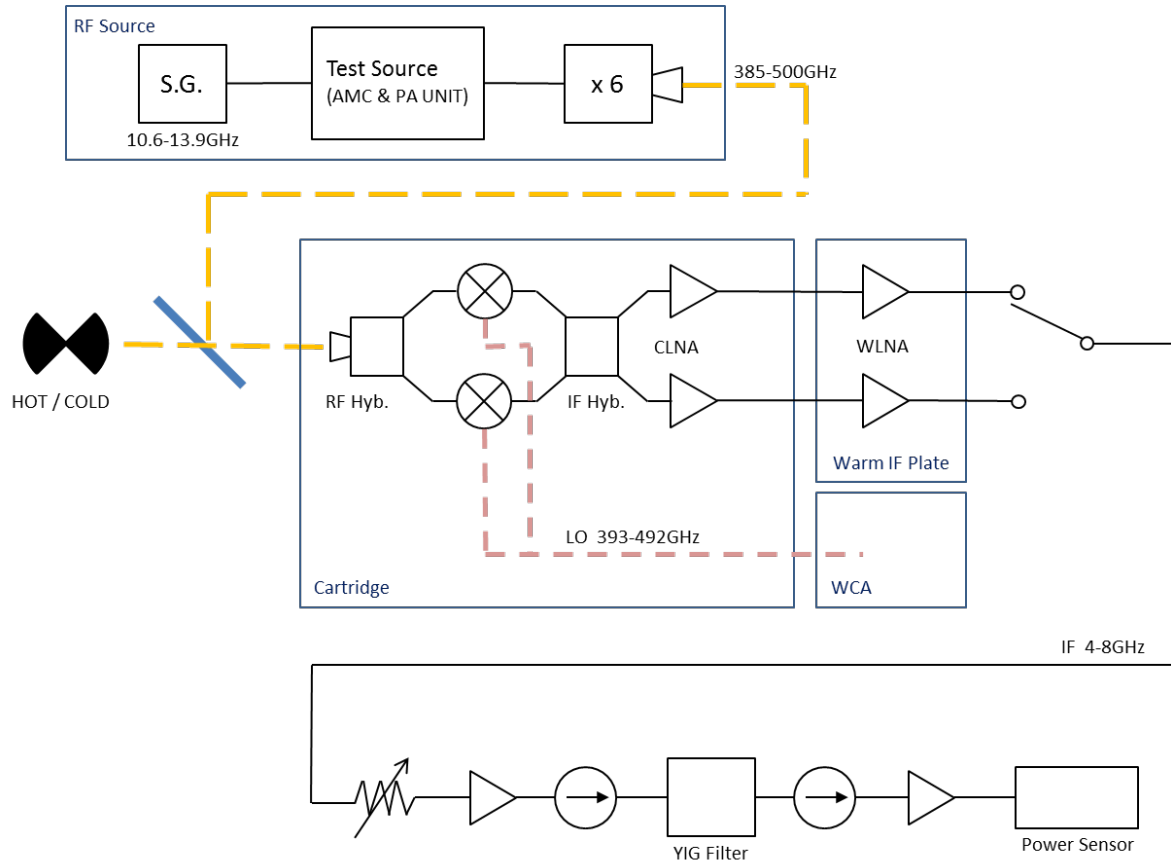 RF Source
S.G.
Test Source
(AMC & PA UNIT)
x 6
385-500GHz
10.6-13.9GHz
HOT / COLD
RF Hyb.
IF Hyb.
CLNA
WLNA
Warm IF Plate
LO  393-492GHz
Cartridge
WCA
IF  4-8GHz
YIG Filter
Power Sensor